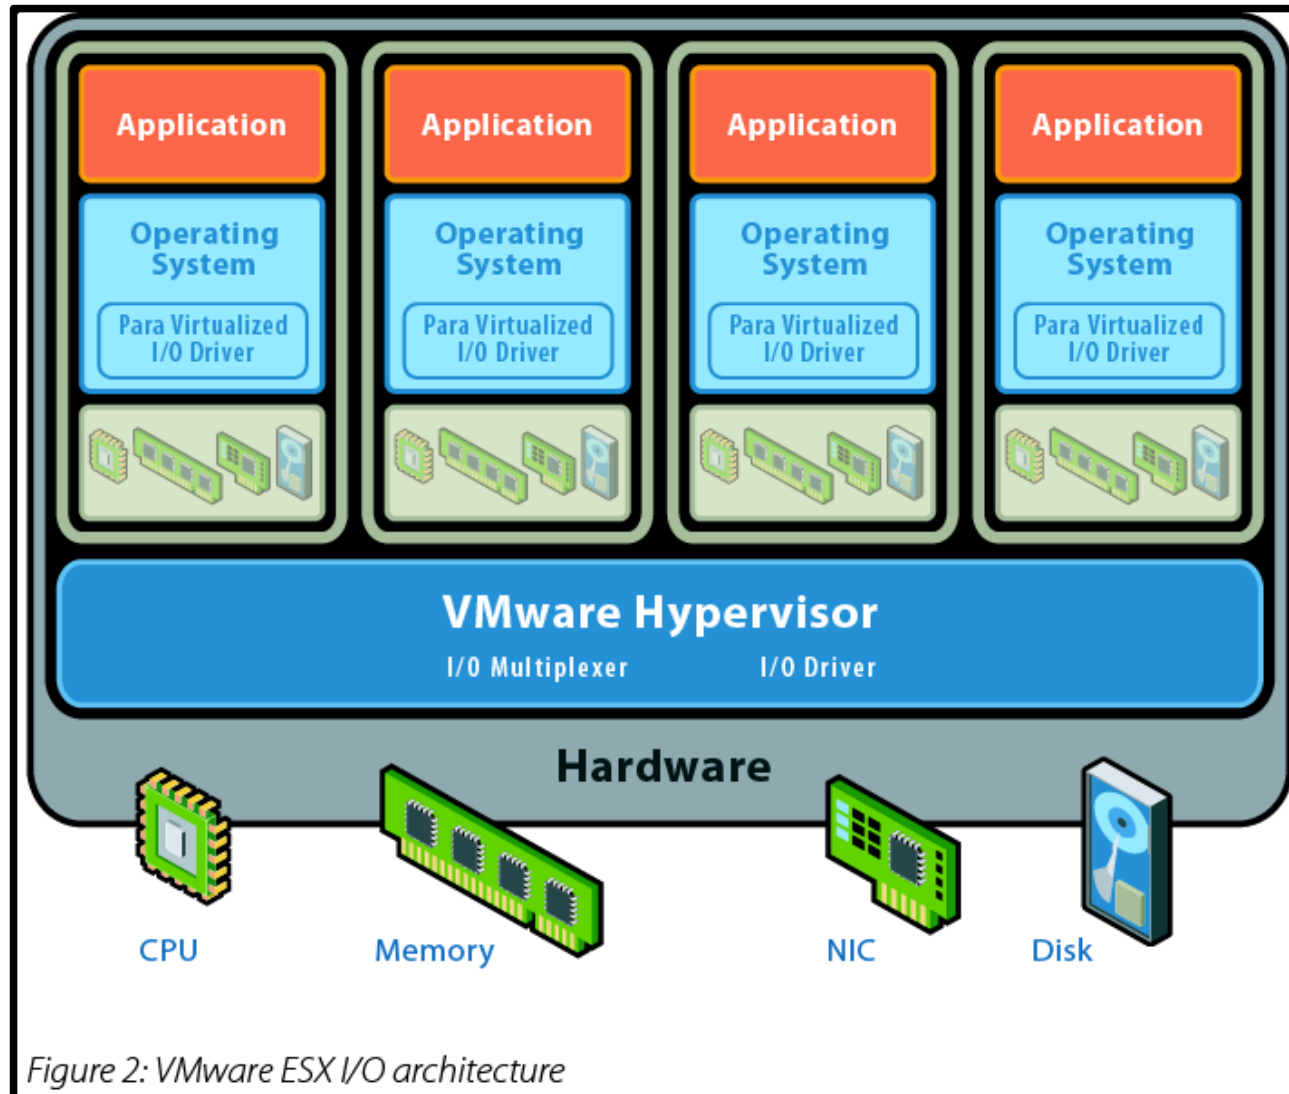 Application
Application
Application
Application
Operating
System
Operating
System
Operating
System
Operating
System
Para Virtualized
I/O Driver
Para Virtualized
I/O Driver
Para Virtualized
I/O Driver
Para Virtualized
I/O Driver
VMware Hypervisor
I/O Multiplexer
I/O Driver
Hardware
CPU
Memory
NIC
Disk
Figure 2: VMware ESX I/O architecture